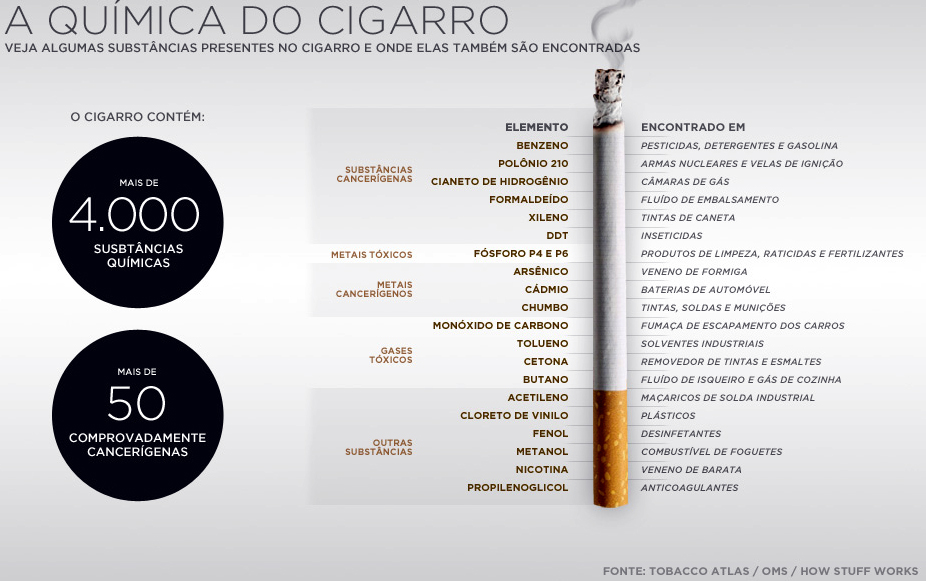 A QUÍMICA DO CIGARRO
VEJA ALGUMAS SUBSTÂNCIAS PRESENTES NO CIGARRO E ONDE ELAS TAMBÉM SÃO ENCONTRADAS
O CIGARRO CONTÉM:
MAIS DE
4.000
SUSBTÂNCIAS
QUÍMICAS
MAIS DE
50
COMPROVADAMENTE
CANCERÍGENAS
ELEMENTO ENCONTRADO EM
SUBSTÂNCIAS
CANCERÍGENAS
BENZENO PESTICIDAS, DETERGENTES E GASOLINA
POLÔNIO 210 ARMAS NUCLEARES E VELAS DE IGNIÇÃO
CIANETO DE HIDROGÊNIO CÂMARAS DE GÁS
FORMALDEÍDO FLUÍDO DE EMBALSAMENTO
XILENO TINTAS DE CANETA
DDT INSETICIDAS
METAIS TÓXICOS
FÓSFORO P4 E P6 PRODUTOS DE LIMPEZA, RATICIDAS E FERTILIZANTES
METAIS
CANCERÍGENOS
ARSÊNICO VENENO DE FORMIGA
CÁDMIO BATERIAS DE AUTOMÓVEL
CHUMBO TINTAS, SOLDAS E MUNIÇÕES
GASES
TÓXICOS
MONÓXIDO DE CARBONO FUMAÇA DE ESCAPAMENTO DOS CARROS
TOLUENO SOLVENTES INDUSTRIAIS
CETONA REMOVEDOR DE TINTAS E ESMALTES
BUTANO FLUÍDO DE ISQUEIRO E GÁS DE COZINHA
OUTRAS
SUBSTÂNCIAS
ACETILENO MAÇARICOS DE SOLDA INDUSTRIAL
CLORETO DE VINILO PLÁSTICOS
FENOL DESINFETANTES
METANOL COMBUSTÍVEL DE FOGUETES
NICOTINA VENENO DE BARATA
PROPILENOGLICOL ANTICOAGULANTES
FONTE: TOBACCO ATLAS / OMS / HOW STUFF WORKS